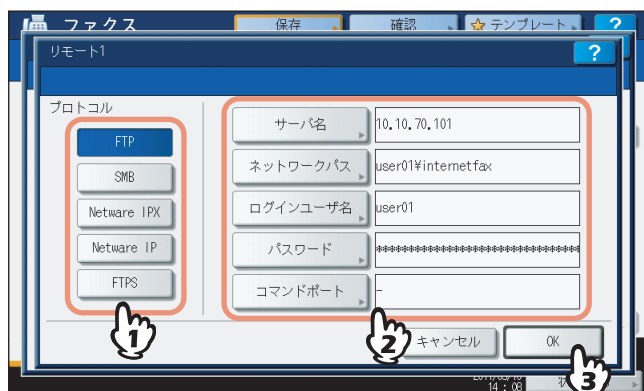 ファクス 保存 確認 テンプレート ?
リモート1 ?
プロトコル
FTP
SMB
Netware IPX
Netware IP
FTPS
サーバ名 10.10.70.101
ネットワークパス user01¥internetfax
ログインユーザ名 user01
パスワード ****************************************
コマンドポート -
1
2
キャンセル OK
3
14 : 08